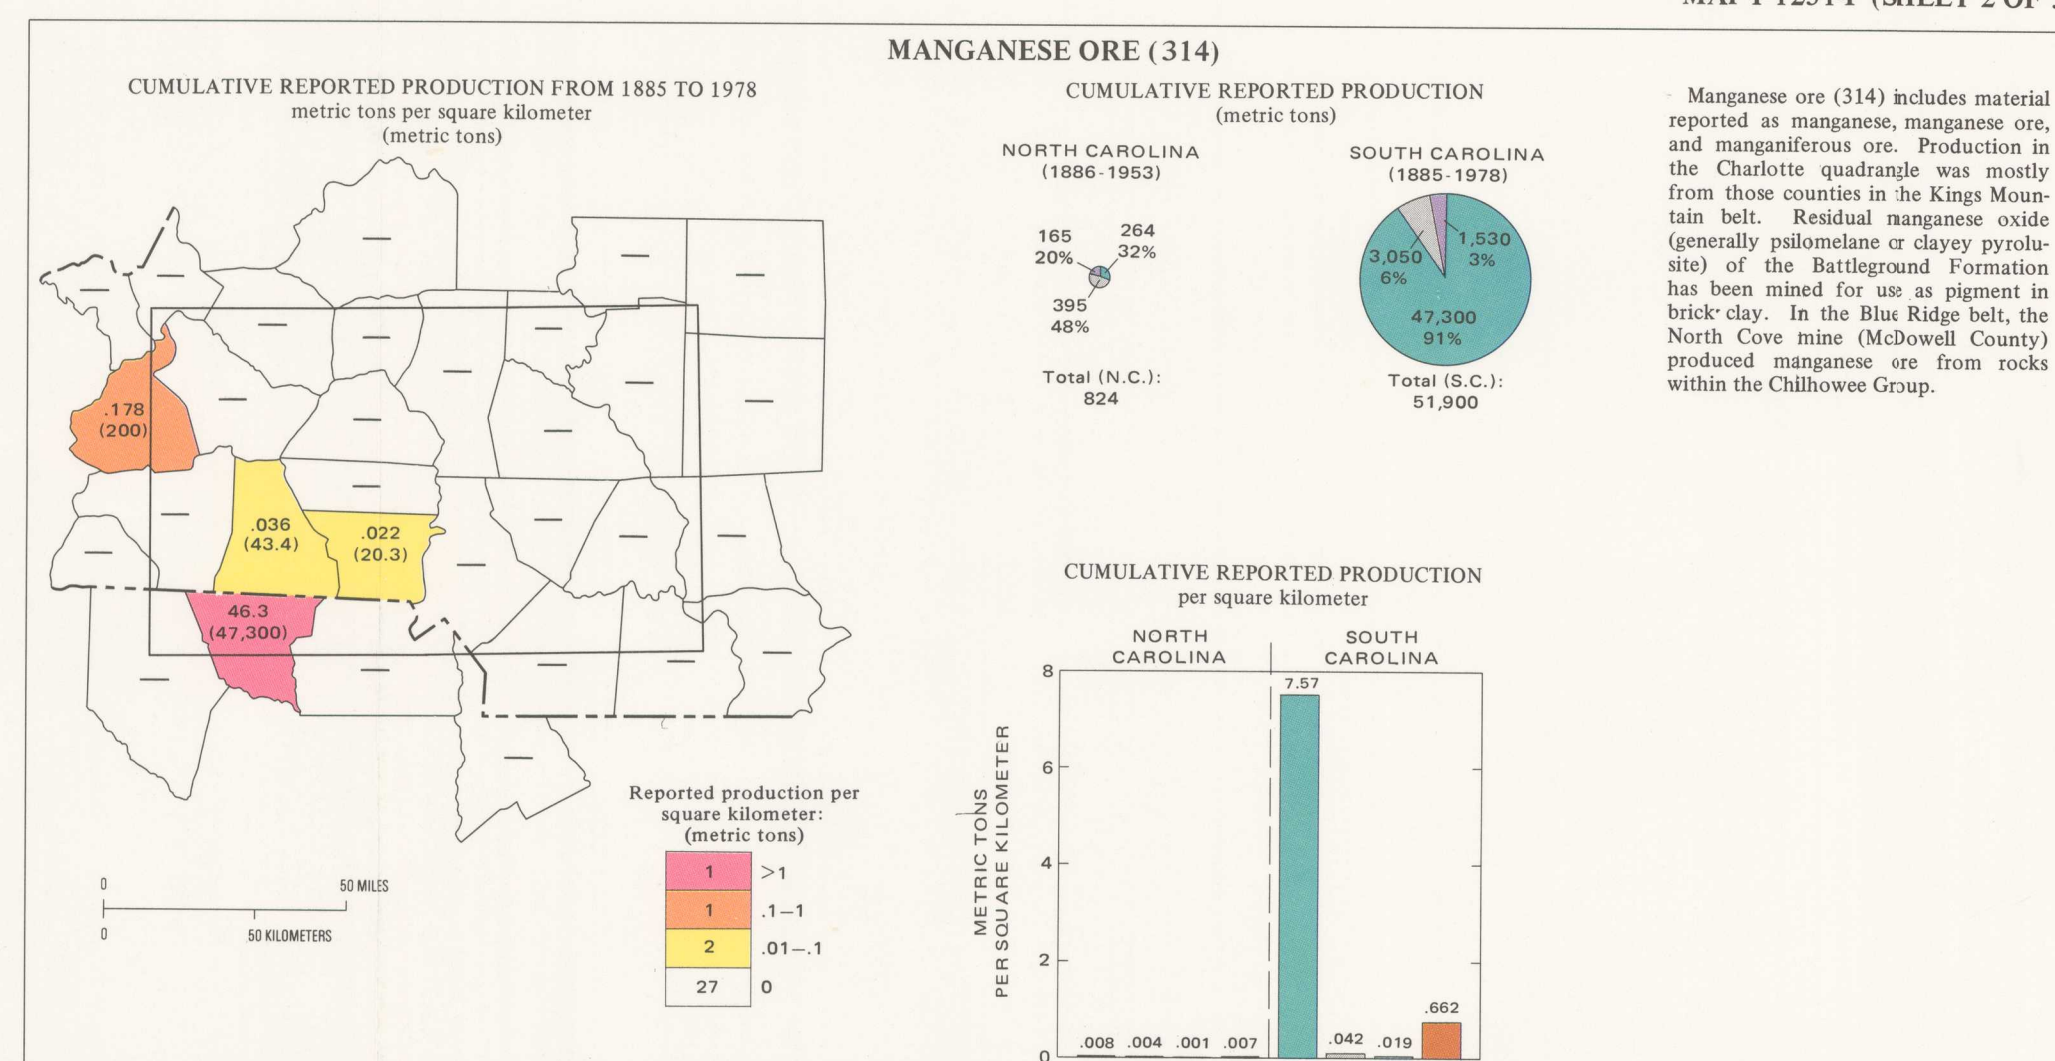 MANGANESE ORE (314)
CUMULATIVE REPORTED PRODUCTION FROM 1885 TO 1978
metric tons per square kilometer
(metric tons)
.178
(200)
.036
(43.4)
.022
(20.3)
46.3
(47,300)
Reported production per
square kilometer:
(metric tons)
1 >1
1 .1—1
2 .01—.1
27 0
0 50 MILES
0 50 KILOMETERS
CUMULATIVE REPORTED PRODUCTION
(metric tons)
NORTH CAROLINA
(1886-1953)
165
20%
264
32%
395
48%
Total (N.C.):
824
SOUTH CAROLINA
(1885-1978)
3,050
6%
1,530
3%
47,300
91%
Total (S.C.):
51,900
CUMULATIVE REPORTED PRODUCTION
per square kilometer
NORTH
CAROLINA
SOUTH
CAROLINA
METRIC TONS
PER SQUARE KILOMETER
8
6
4
2
0
.008 .004 .001 .007
7.57
.042 .019
.662
Manganese ore (314) includes material
reported as manganese, manganese ore,
and manganiferous ore. Production in
the Charlotte quadrangle was mostly
from those counties in the Kings Moun-
tain belt. Residual manganese oxide
(generally psilomelane or clayey pyrolu-
site) of the Battleground Formation
has been mined for use as pigment in
brick clay. In the Blue Ridge belt, the
North Cove mine (McDowell County)
produced manganese ore from rocks
within the Chilhowee Group.